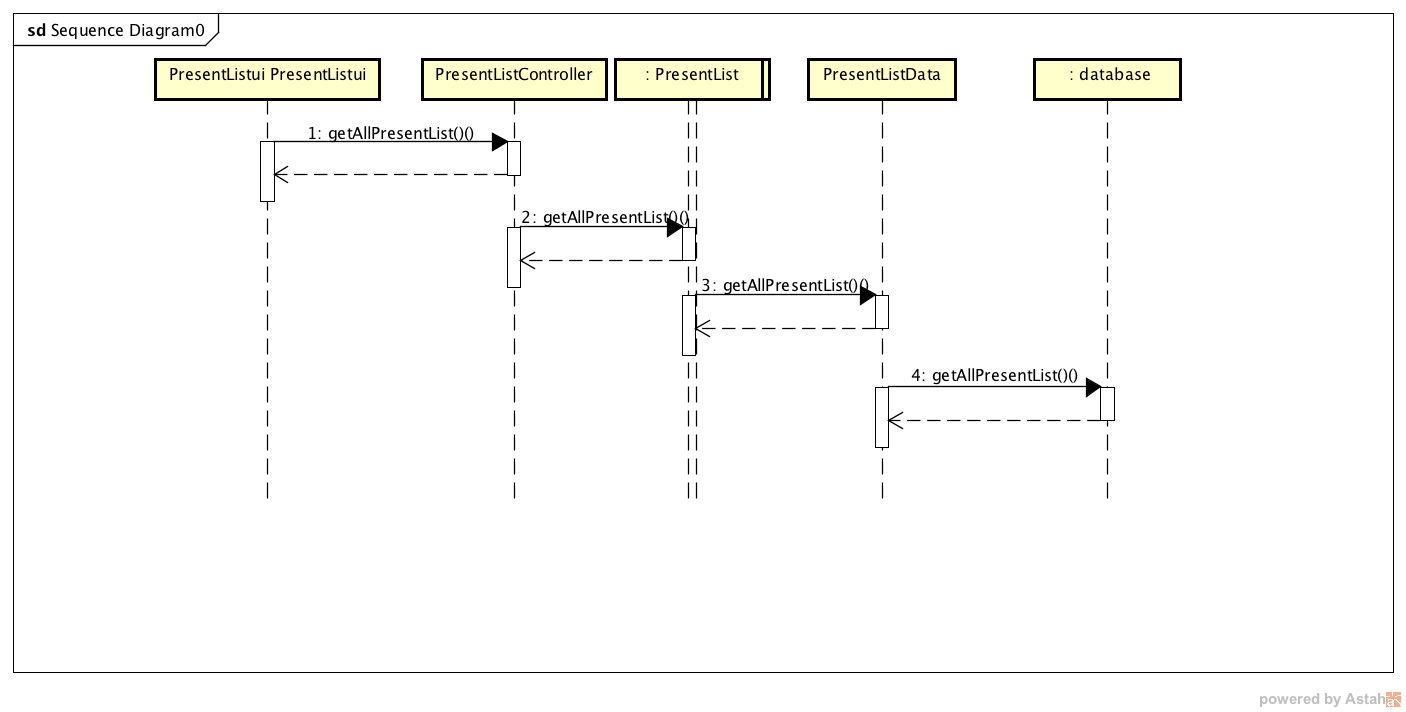 sd Sequence Diagram0
PresentListui PresentListui
PresentListController
: PresentList
PresentListData
: database
1: getAllPresentList()()
2: getAllPresentList()()
3: getAllPresentList()()
4: getAllPresentList()()
powered by Astah